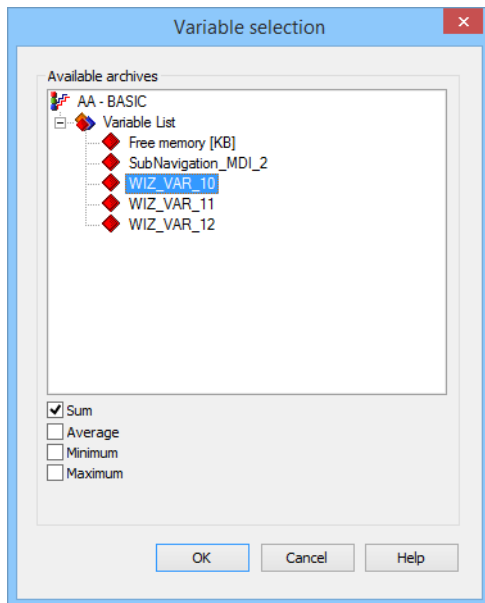 Variable selection
Available archives
AA - BASIC
Variable List
Free memory [KB]
SubNavigation_MDI_2
WIZ_VAR_10
WIZ_VAR_11
WIZ_VAR_12
Sum
Average
Minimum
Maximum
OK Cancel Help